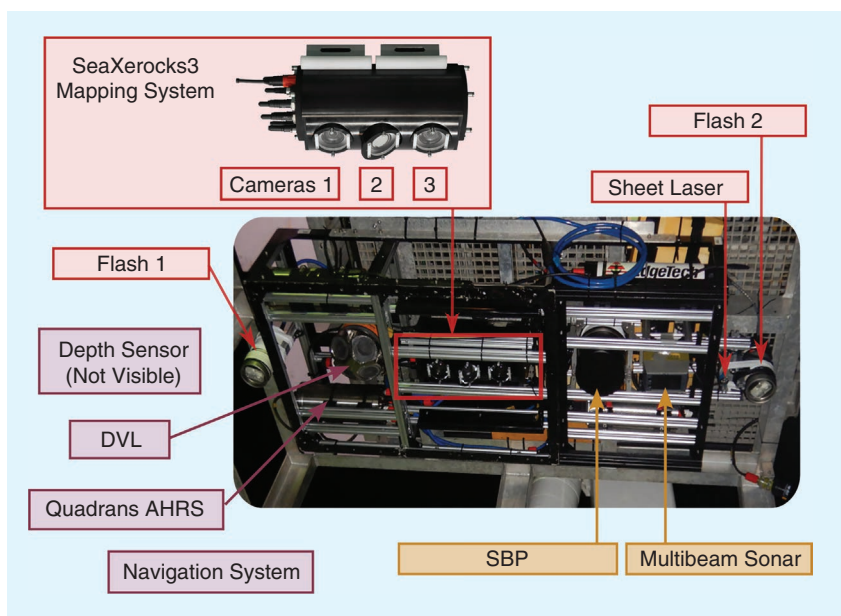 SeaXerocks3
Mapping System
Cameras 1
2
3
Flash 2
Sheet Laser
Flash 1
Depth Sensor
(Not Visible)
DVL
Quadrans AHRS
Navigation System
SBP
Multibeam Sonar